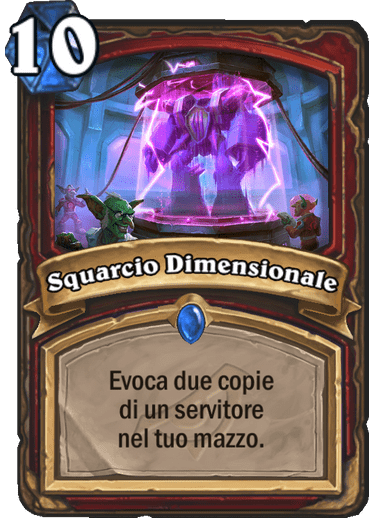 10
Squarcio Dimensionale
Evoca due copie
di un servitore
nel tuo mazzo.